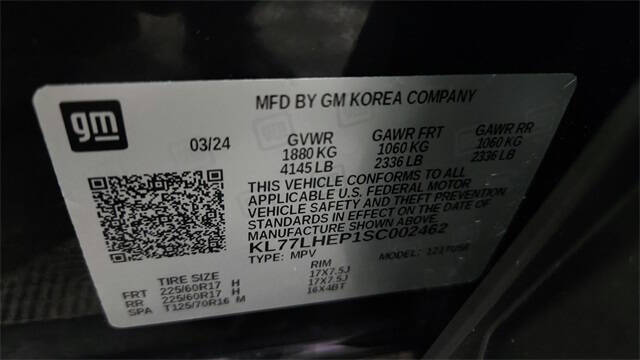 gm
MFD BY GM KOREA COMPANY
03/24 GVWR GAWR FRT GAWR RR
1880 KG 1060 KG 1060 KG
4145 LB 2336 LB 2336 LB
THIS VEHICLE CONFORMS TO ALL
APPLICABLE U.S. FEDERAL MOTOR
VEHICLE SAFETY AND THEFT PREVENTION
STANDARDS IN EFFECT ON THE DATE OF
MANUFACTURE SHOWN ABOVE
KL77LHEP1SC002462
TYPE: MPV MODEL:
TIRE SIZE RIM
FRT 225/60R17 H 17X7.5J
RR 225/60R17 H 17X7.5J
SPA T125/70R16 M 16X4BT